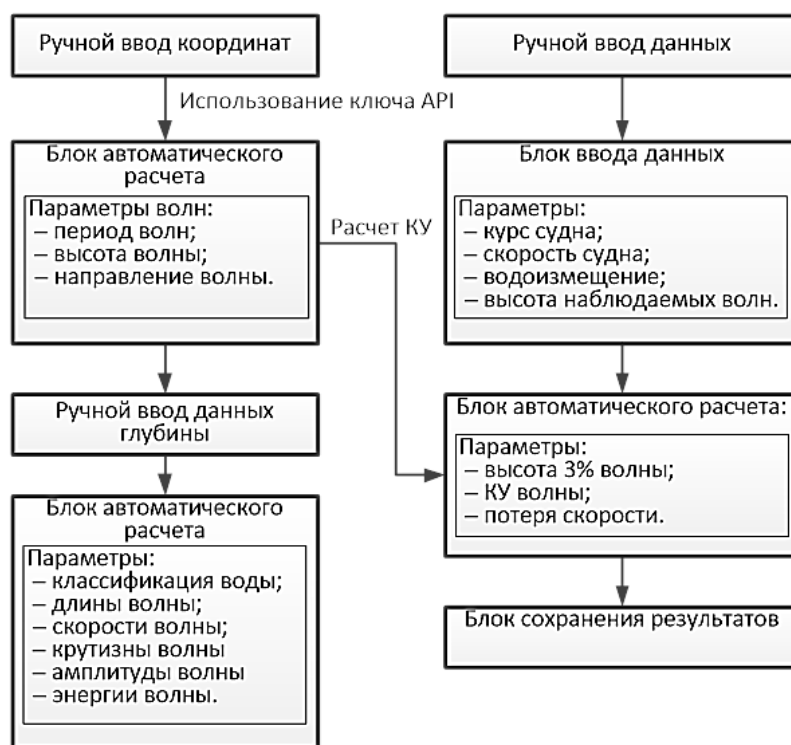 Ручной ввод координат
Использование ключа API
Блок автоматического
расчета
Параметры волн:
– период волн;
– высота волны;
– направление волны.
Расчет КУ
Ручной ввод данных
глубины
Блок автоматического
расчета
Параметры:
– классификация воды;
– длины волны;
– скорости волны;
– крутизны волны
– амплитуды волны
– энергии волны.
Ручной ввод данных
Блок ввода данных
Параметры:
– курс судна;
– скорость судна;
– водоизмещение;
– высота наблюдаемых волн.
Блок автоматического расчета:
Параметры:
– высота 3% волны;
– КУ волны;
– потеря скорости.
Блок сохранения результатов